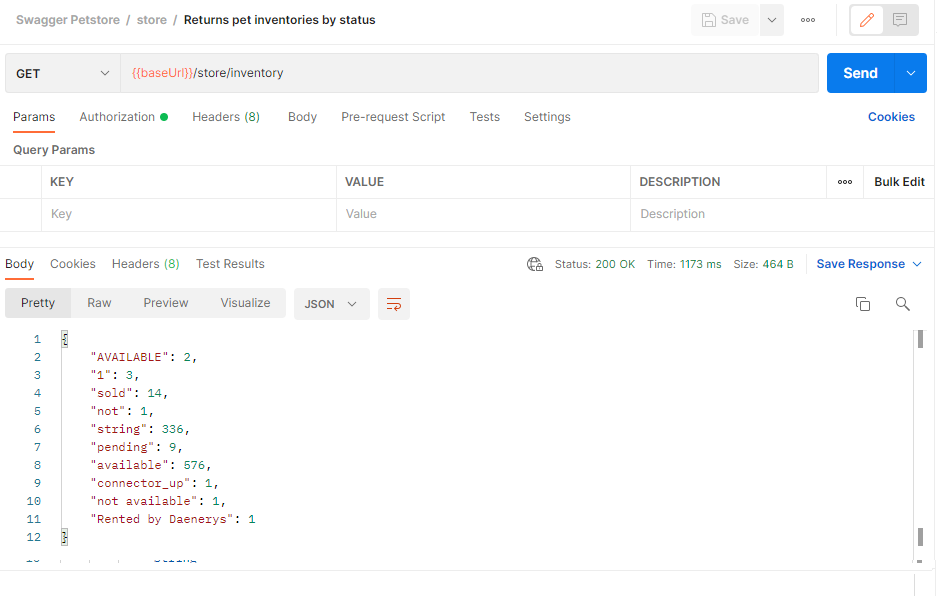 Swagger Petstore / store / Returns pet inventories by status Save ooo
GET {{baseUrl}}/store/inventory Send
Params Authorization Headers (8) Body Pre-request Script Tests Settings Cookies
Query Params
KEY VALUE DESCRIPTION ooo Bulk Edit
Key Value Description
Body Cookies Headers (8) Test Results Status: 200 OK Time: 1173 ms Size: 464 B Save Response
Pretty Raw Preview Visualize JSON
1 {
2 "AVAILABLE": 2,
3 "1": 3,
4 "sold": 14,
5 "not": 1,
6 "string": 336,
7 "pending": 9,
8 "available": 576,
9 "connector_up": 1,
10 "not available": 1,
11 "Rented by Daenerys": 1
12 }